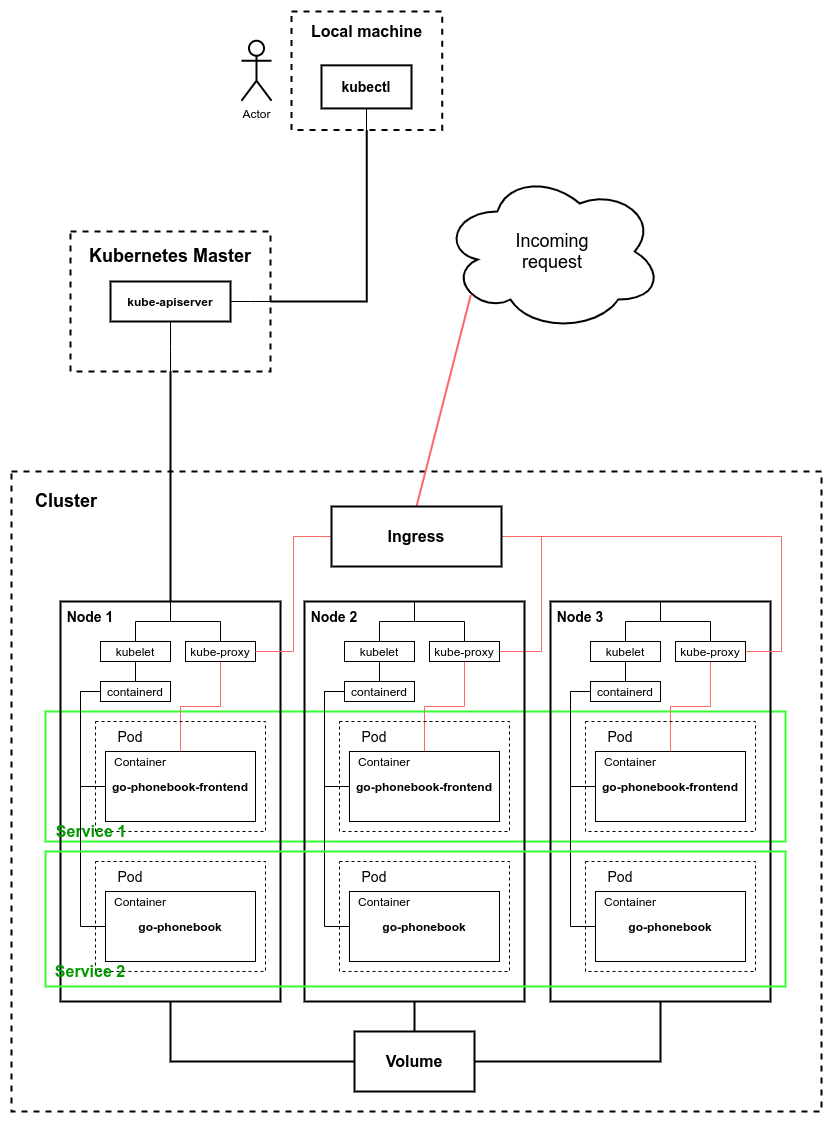 Local machine
kubectl
Actor
Incoming
request
Kubernetes Master
kube-apiserver
Cluster
Ingress
Node 1
kubelet
kube-proxy
containerd
Node 2
kubelet
kube-proxy
containerd
Node 3
kubelet
kube-proxy
containerd
Pod
Container
go-phonebook-frontend
Pod
Container
go-phonebook-frontend
Pod
Container
go-phonebook-frontend
Service 1
Pod
Container
go-phonebook
Pod
Container
go-phonebook
Pod
Container
go-phonebook
Service 2
Volume